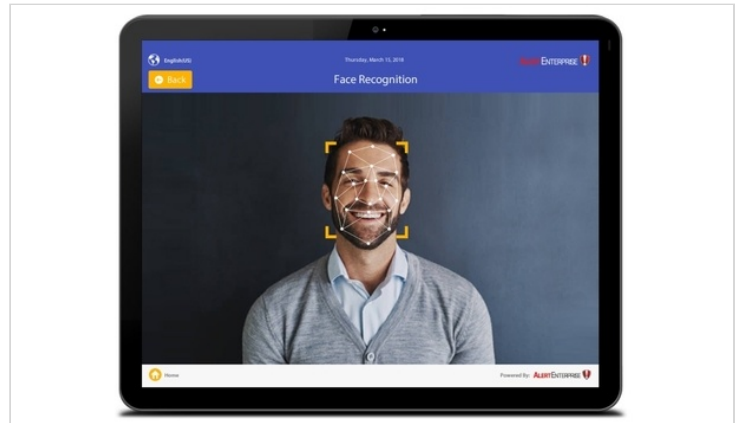 English(US)
Thursday, March 15, 2018
ALERTENTERPRISE
Back
Face Recognition
Home
Powered By: ALERTENTERPRISE